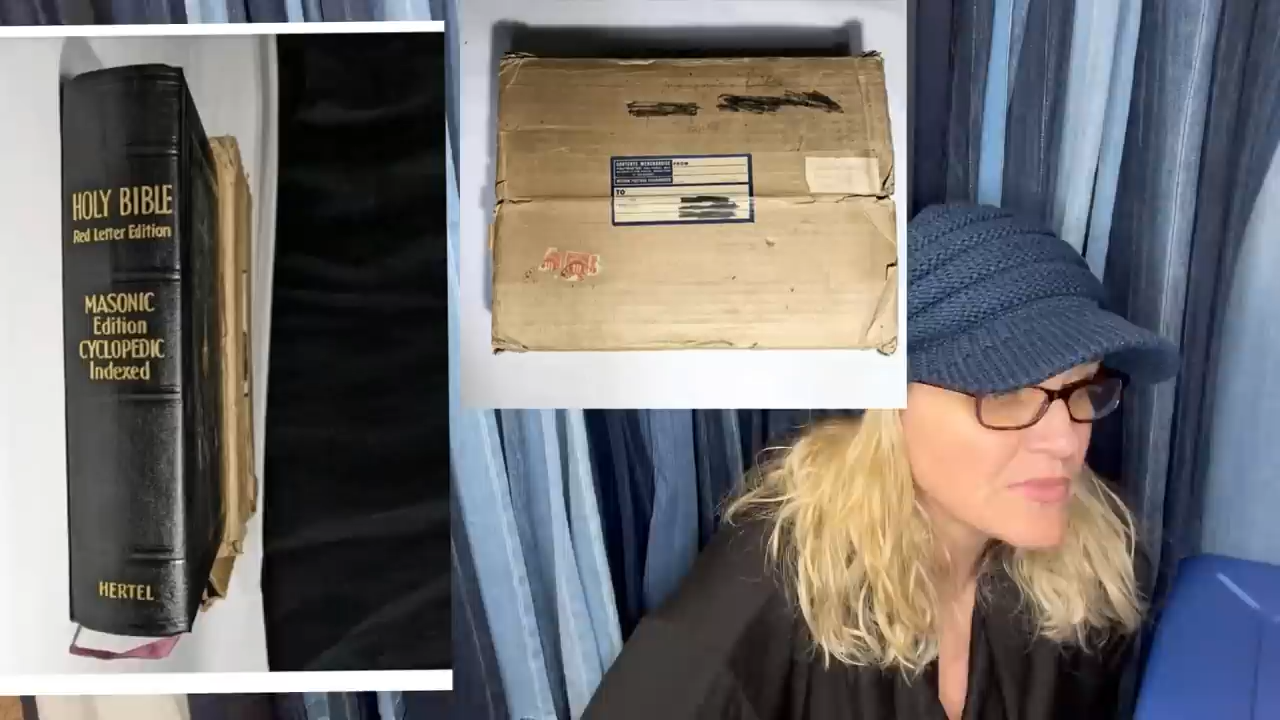 HOLY BIBLE
Red Letter Edition
MASONIC
Edition
CYCLOPEDIC
Indexed
HERTEL
CONTENTS MERCHANDISE
FROM
TO